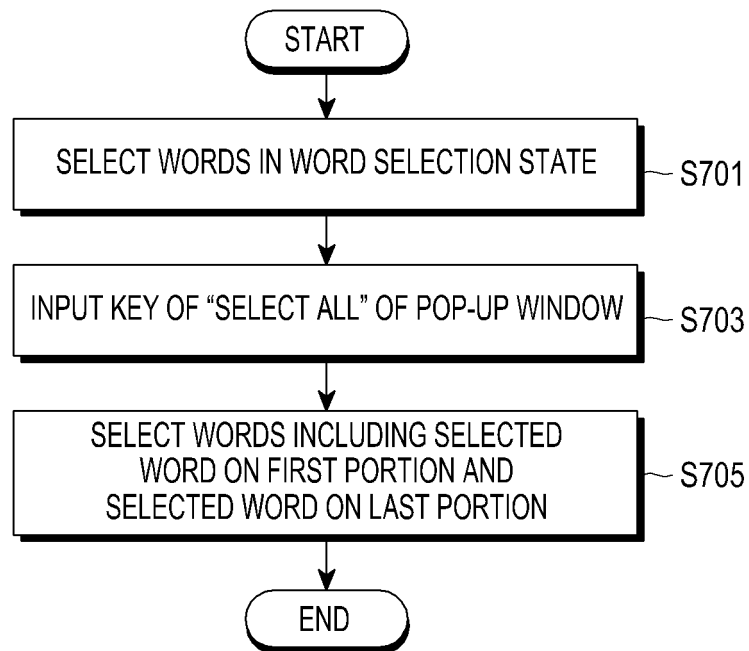 START
SELECT WORDS IN WORD SELECTION STATE
S701
INPUT KEY OF “SELECT ALL” OF POP-UP WINDOW
S703
SELECT WORDS INCLUDING SELECTED
WORD ON FIRST PORTION AND
SELECTED WORD ON LAST PORTION
S705
END